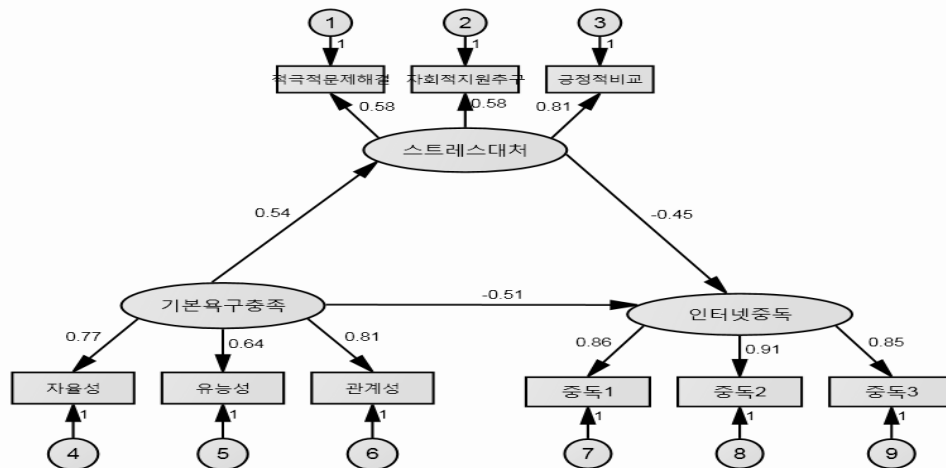 1 2 3
1 1 1
적극적문제해결 자회적지원추구 긍정적비교
0.58 0.58 0.81
스트레스대처
0.54 -0.45
기본욕구충족 -0.51 인터넷중독
0.77 0.64 0.81 0.86 0.91 0.85
자율성 유능성 관계성 중독1 중독2 중독3
1 1 1 1 1 1
4 5 6 7 8 9